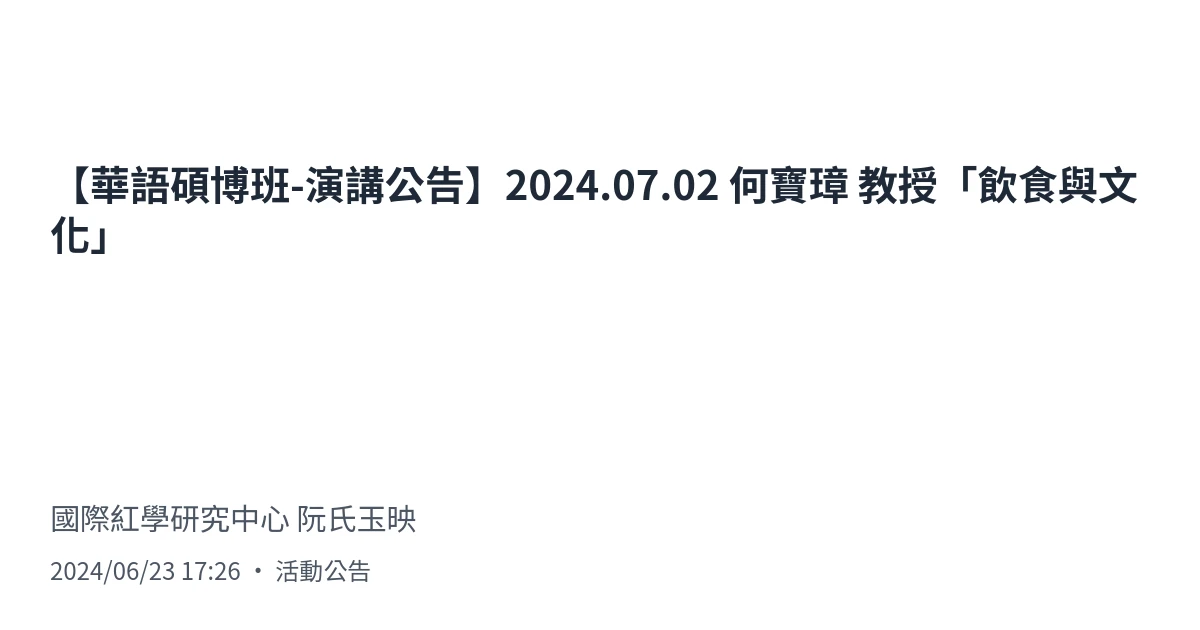 【華語碩博班-演講公告】2024.07.02 何寶璋 教授「飲食與文
化」
國際紅學研究中心 阮氏玉映
2024/06/23 17:26 · 活動公告